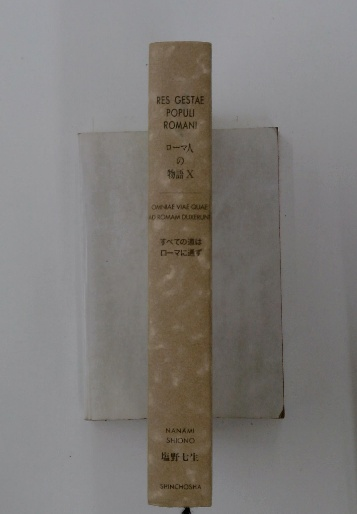 RES GESTAE
POPULI
ROMANI
ローマ人
の
物語 X
OMNIAE VIAE QUAE
AD ROMAM DUXERUNT
すべての道は
ローマに通ず
NANAMI
SHIONO
塩野七生
SHINCHOSHA